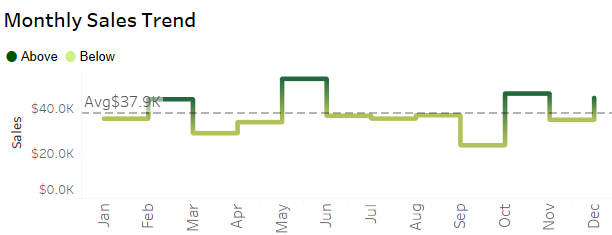 Monthly Sales Trend
Above Below
Avg$37.9K
$40.0K
$20.0K
$0.0K
Sales
Jan Feb Mar Apr May Jun Jul Aug Sep Oct Nov Dec